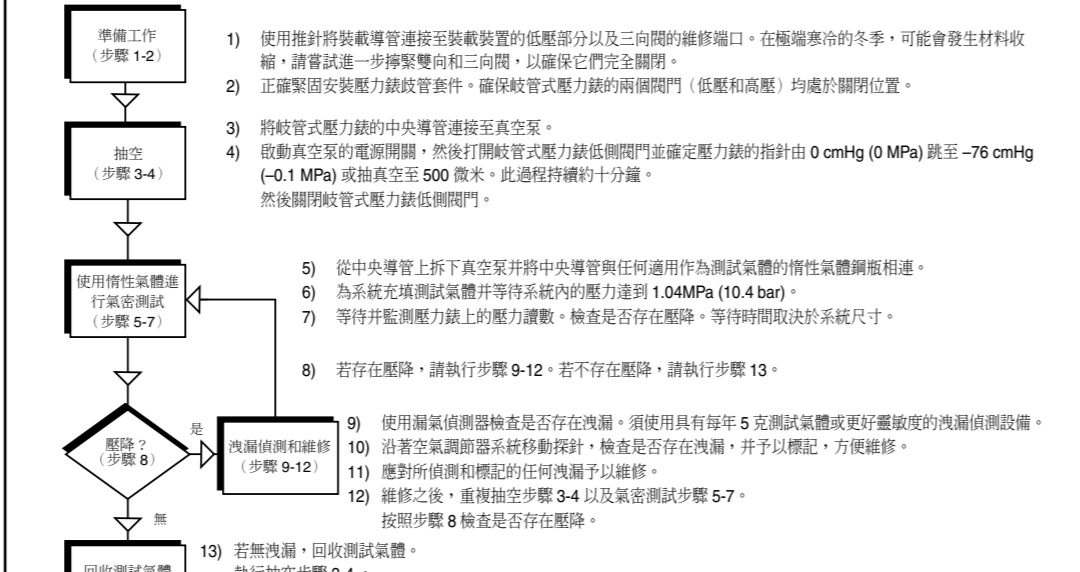 準備工作
（步驟 1-2）
1) 使用推針將裝載導管連接至裝載裝置的低壓部分以及三向閥的維修端口。在極端寒冷的冬季，可能會發生材料收
縮，請嘗試進一步擰緊雙向和三向閥，以確保它們完全關閉。
2) 正確緊固安裝壓力錶歧管套件。確保岐管式壓力錶的兩個閥門（低壓和高壓）均處於關閉位置。
抽空
（步驟 3-4）
3) 將岐管式壓力錶的中央導管連接至真空泵。
4) 啟動真空泵的電源開關，然後打開岐管式壓力錶低側閥門並確定壓力錶的指針由 0 cmHg (0 MPa) 跳至 –76 cmHg
(–0.1 MPa) 或抽真空至 500 微米。此過程持續約十分鐘。
然後關閉岐管式壓力錶低側閥門。
使用惰性氣體進
行氣密測試
（步驟 5-7）
5) 從中央導管上拆下真空泵并將中央導管與任何適用作為測試氣體的惰性氣體鋼瓶相連。
6) 為系統充填測試氣體并等待系統內的壓力達到 1.04MPa (10.4 bar)。
7) 等待并監測壓力錶上的壓力讀數。檢查是否存在壓降。等待時間取決於系統尺寸。
8) 若存在壓降，請執行步驟 9-12。若不存在壓降，請執行步驟 13。
壓降？
（步驟 8）
是
洩漏偵測和維修
（步驟 9-12）
9) 使用漏氣偵測器檢查是否存在洩漏。須使用具有每年 5 克測試氣體或更好靈敏度的洩漏偵測設備。
10) 沿著空氣調節器系統移動探針，檢查是否存在洩漏，并予以標記，方便維修。
11) 應對所偵測和標記的任何洩漏予以維修。
12) 維修之後，重複抽空步驟 3-4 以及氣密測試步驟 5-7。
按照步驟 8 檢查是否存在壓降。
無
13) 若無洩漏，回收測試氣體。
回收測試氣體
執行抽空步驟 3-4。